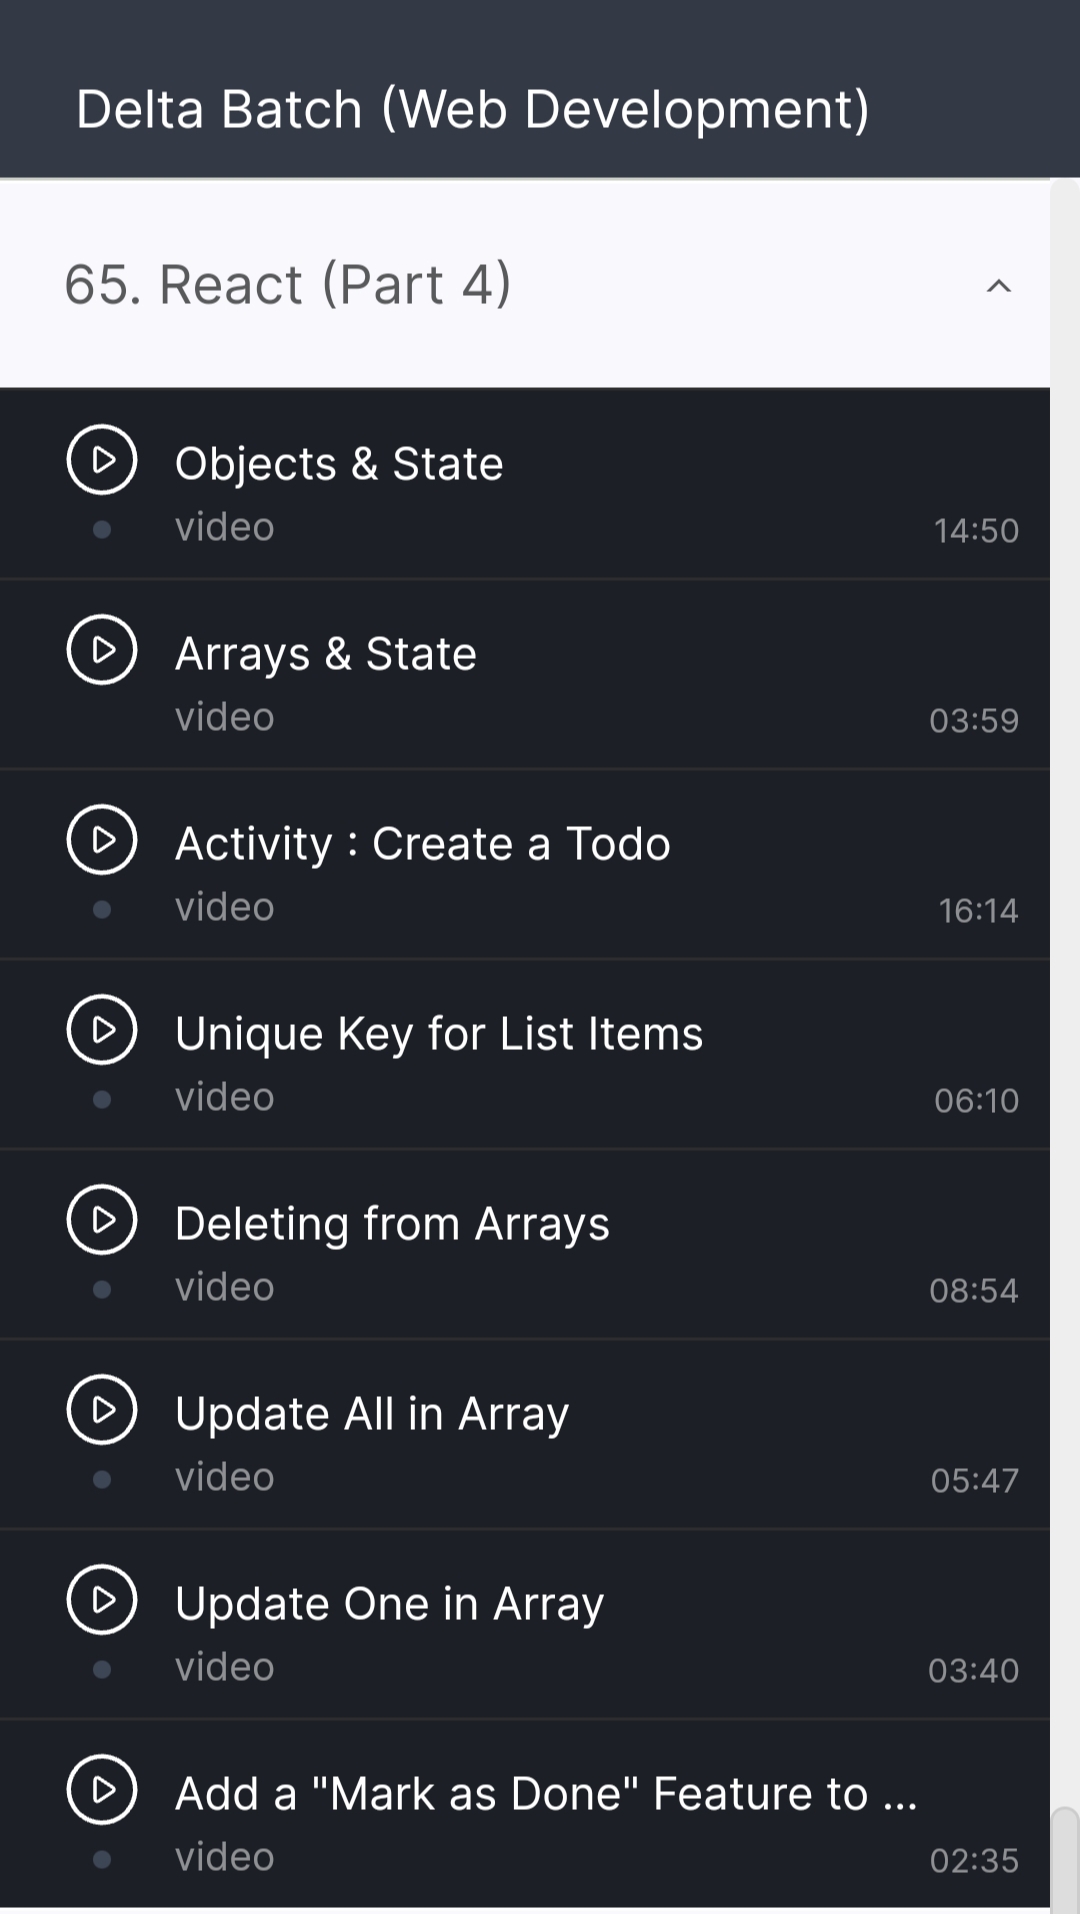 Delta Batch (Web Development)
65. React (Part 4)
Objects & State
video
14:50
Arrays & State
video
03:59
Activity : Create a Todo
video
16:14
Unique Key for List Items
video
06:10
Deleting from Arrays
video
08:54
Update All in Array
video
05:47
Update One in Array
video
03:40
Add a "Mark as Done" Feature to ...
video
02:35